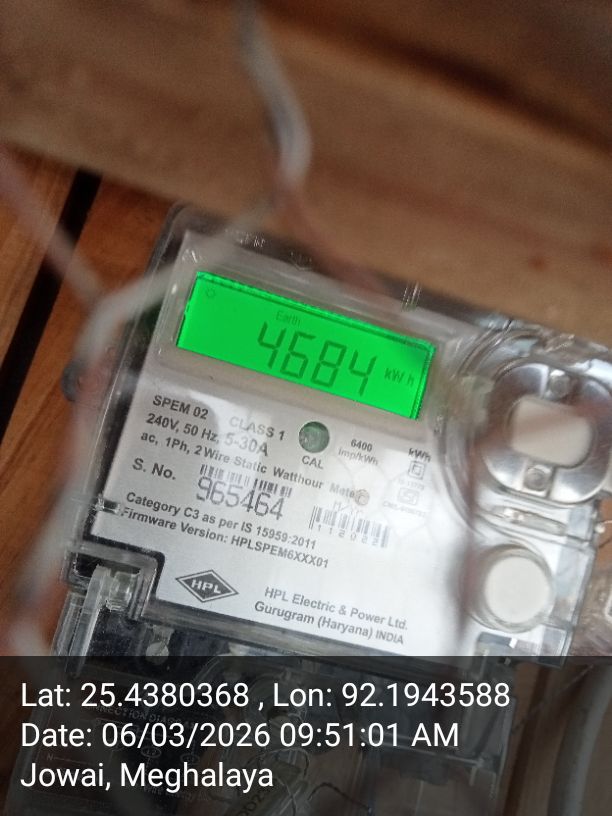 Earth
4684 kWh
SPEM 02 CLASS 1
240V, 50 Hz, 5-30A
ac, 1Ph, 2 Wire Static Watthour Meter
CAL
6400
imp/kWh
kWh
S. No.
965464
Category C3 as per IS 15959:2011
Firmware Version: HPLSPEM6XXX01
HPL
HPL Electric & Power Ltd.
Gurugram (Haryana) INDIA
Lat: 25.4380368 , Lon: 92.1943588
Date: 06/03/2026 09:51:01 AM
Jowai, Meghalaya